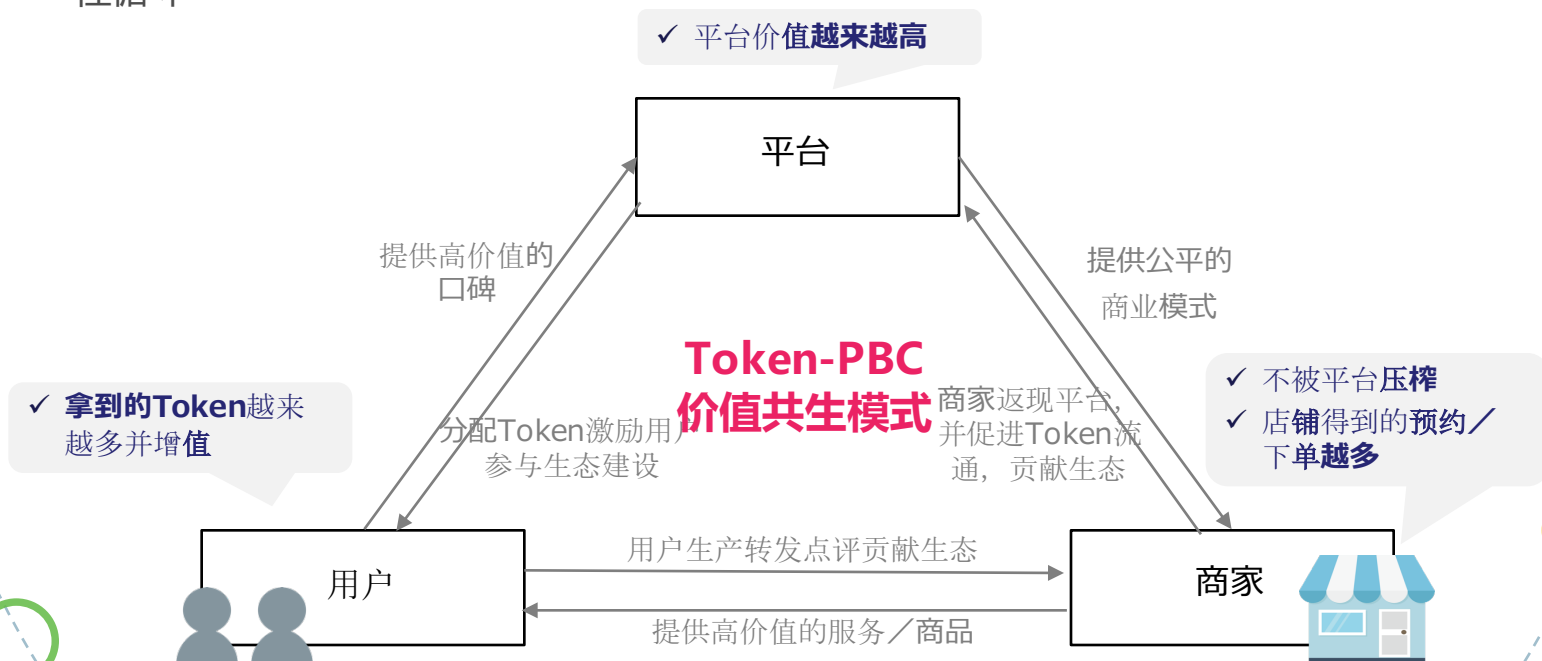 ✓ 平台价值越来越高
平台
提供高价值的
口碑
提供公平的
商业模式
Token-PBC
价值共生模式
✓ 拿到的Token越来
越多并增值
分配Token激励用户
参与生态建设
商家返现平台，
并促进Token流
通，贡献生态
✓ 不被平台压榨
✓ 店铺得到的预约／
下单越多
用户生产转发点评贡献生态
用户
商家
提供高价值的服务／商品